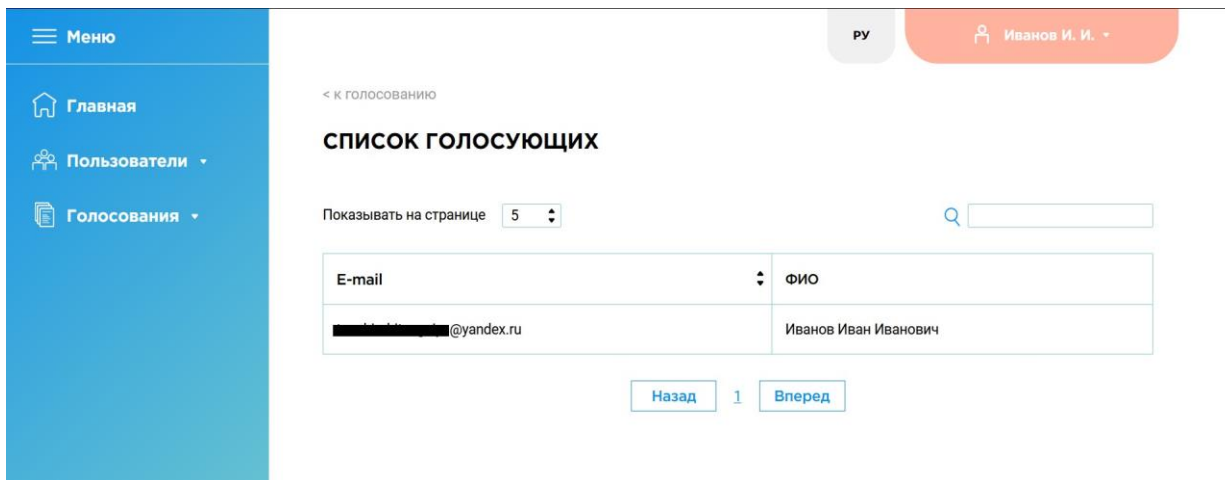 Меню
РУ
Иванов И. И.
Главная
Пользователи
Голосования
< к голосованию
СПИСОК ГОЛОСУЮЩИХ
Показывать на странице 5
E-mail ФИО
@yandex.ru Иванов Иван Иванович
Назад 1 Вперед